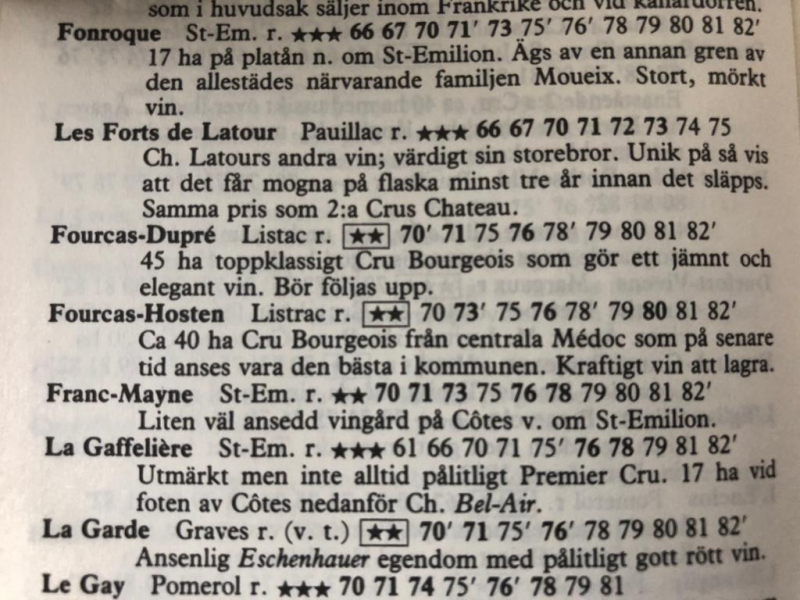 som i huvudsak säljer inom Frankrike och vid källardörren.
Fonroque St-Em. r. ★★★ 66 67 70 71′ 73 75′ 76′ 78 79 80 81 82′
17 ha på platån n. om St-Emilion. Ägs av en annan gren av
den allestädes närvarande familjen Moueix. Stort, mörkt
vin.
Les Forts de Latour Pauillac r. ★★★ 66 67 70 71 72 73 74 75
Ch. Latours andra vin; värdigt sin storebror. Unik på så vis
att det får mogna på flaska minst tre år innan det släpps.
Samma pris som 2:a Crus Chateau.
Fourcas-Dupré Listac r. ★★ 70′ 71 75 76 78′ 79 80 81 82′
45 ha toppklassigt Cru Bourgeois som gör ett jämnt och
elegant vin. Bör följas upp.
Fourcas-Hosten Listrac r. ★★ 70 73′ 75 76 78′ 79 80 81 82′
Ca 40 ha Cru Bourgeois från centrala Médoc som på senare
tid anses vara den bästa i kommunen. Kraftigt vin att lagra.
Franc-Mayne St-Em. r. ★★ 70 71 73 75 76 78 79 80 81 82′
Liten väl ansedd vingård på Côtes v. om St-Emilion.
La Gaffelière St-Em. r. ★★★ 61 66 70 71 75′ 76 78 79 81 82′
Utmärkt men inte alltid pålitligt Premier Cru. 17 ha vid
foten av Côtes nedanför Ch. Bel-Air.
La Garde Graves r. (v. t.) ★★ 70′ 71 75′ 76′ 78 79 80 81 82′
Ansenlig Eschenhauer egendom med pålitligt gott rött vin.
Le Gay Pomerol r. ★★★ 70 71 74 75′ 76′ 78 79 81